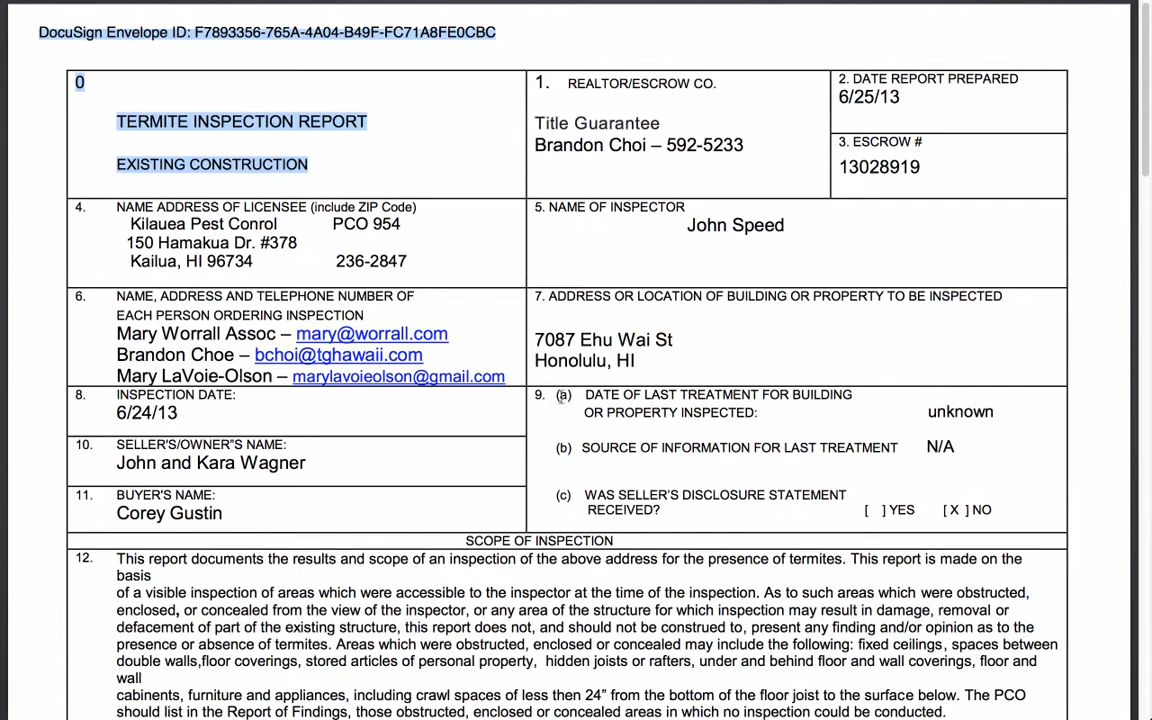 DocuSign Envelope ID: F7893356-765A-4A04-B49F-FC71A8FE0CBC
0
TERMITE INSPECTION REPORT
EXISTING CONSTRUCTION
1. REALTOR/ESCROW CO.
Title Guarantee
Brandon Choi – 592-5233
2. DATE REPORT PREPARED
6/25/13
3. ESCROW #
13028919
4. NAME ADDRESS OF LICENSEE (include ZIP Code)
Kilauea Pest Conrol PCO 954
150 Hamakua Dr. #378
Kailua, HI 96734 236-2847
5. NAME OF INSPECTOR
John Speed
6. NAME, ADDRESS AND TELEPHONE NUMBER OF
EACH PERSON ORDERING INSPECTION
Mary Worrall Assoc – mary@worrall.com
Brandon Choe – bchoi@tghawaii.com
Mary LaVoie-Olson – marylavoieolson@gmail.com
7. ADDRESS OR LOCATION OF BUILDING OR PROPERTY TO BE INSPECTED
7087 Ehu Wai St
Honolulu, HI
8. INSPECTION DATE:
6/24/13
9. (a) DATE OF LAST TREATMENT FOR BUILDING
OR PROPERTY INSPECTED: unknown
(b) SOURCE OF INFORMATION FOR LAST TREATMENT N/A
(c) WAS SELLER'S DISCLOSURE STATEMENT
RECEIVED? [ ] YES [ X ] NO
10. SELLER'S/OWNER"S NAME:
John and Kara Wagner
11. BUYER'S NAME:
Corey Gustin
SCOPE OF INSPECTION
12. This report documents the results and scope of an inspection of the above address for the presence of termites. This report is made on the
basis
of a visible inspection of areas which were accessible to the inspector at the time of the inspection. As to such areas which were obstructed,
enclosed, or concealed from the view of the inspector, or any area of the structure for which inspection may result in damage, removal or
defacement of part of the existing structure, this report does not, and should not be construed to, present any finding and/or opinion as to the
presence or absence of termites. Areas which were obstructed, enclosed or concealed may include the following: fixed ceilings, spaces between
double walls,floor coverings, stored articles of personal property, hidden joists or rafters, under and behind floor and wall coverings, floor and
wall
cabinets, furniture and appliances, including crawl spaces of less then 24" from the bottom of the floor joist to the surface below. The PCO
should list in the Report of Findings, those obstructed, enclosed or concealed areas in which no inspection could be conducted.